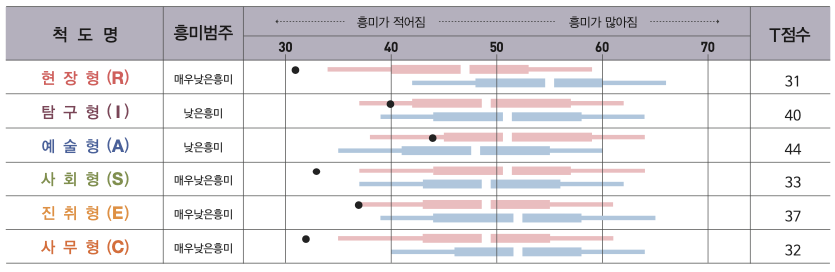 척 도 명 흥미범주 흥미가 적어짐 흥미가 많아짐 T점수
30 40 50 60 70
현 장 형 (R) 매우낮은흥미 31
탐 구 형 (I) 낮은흥미 40
예 술 형 (A) 낮은흥미 44
사 회 형 (S) 매우낮은흥미 33
진 취 형 (E) 매우낮은흥미 37
사 무 형 (C) 매우낮은흥미 32